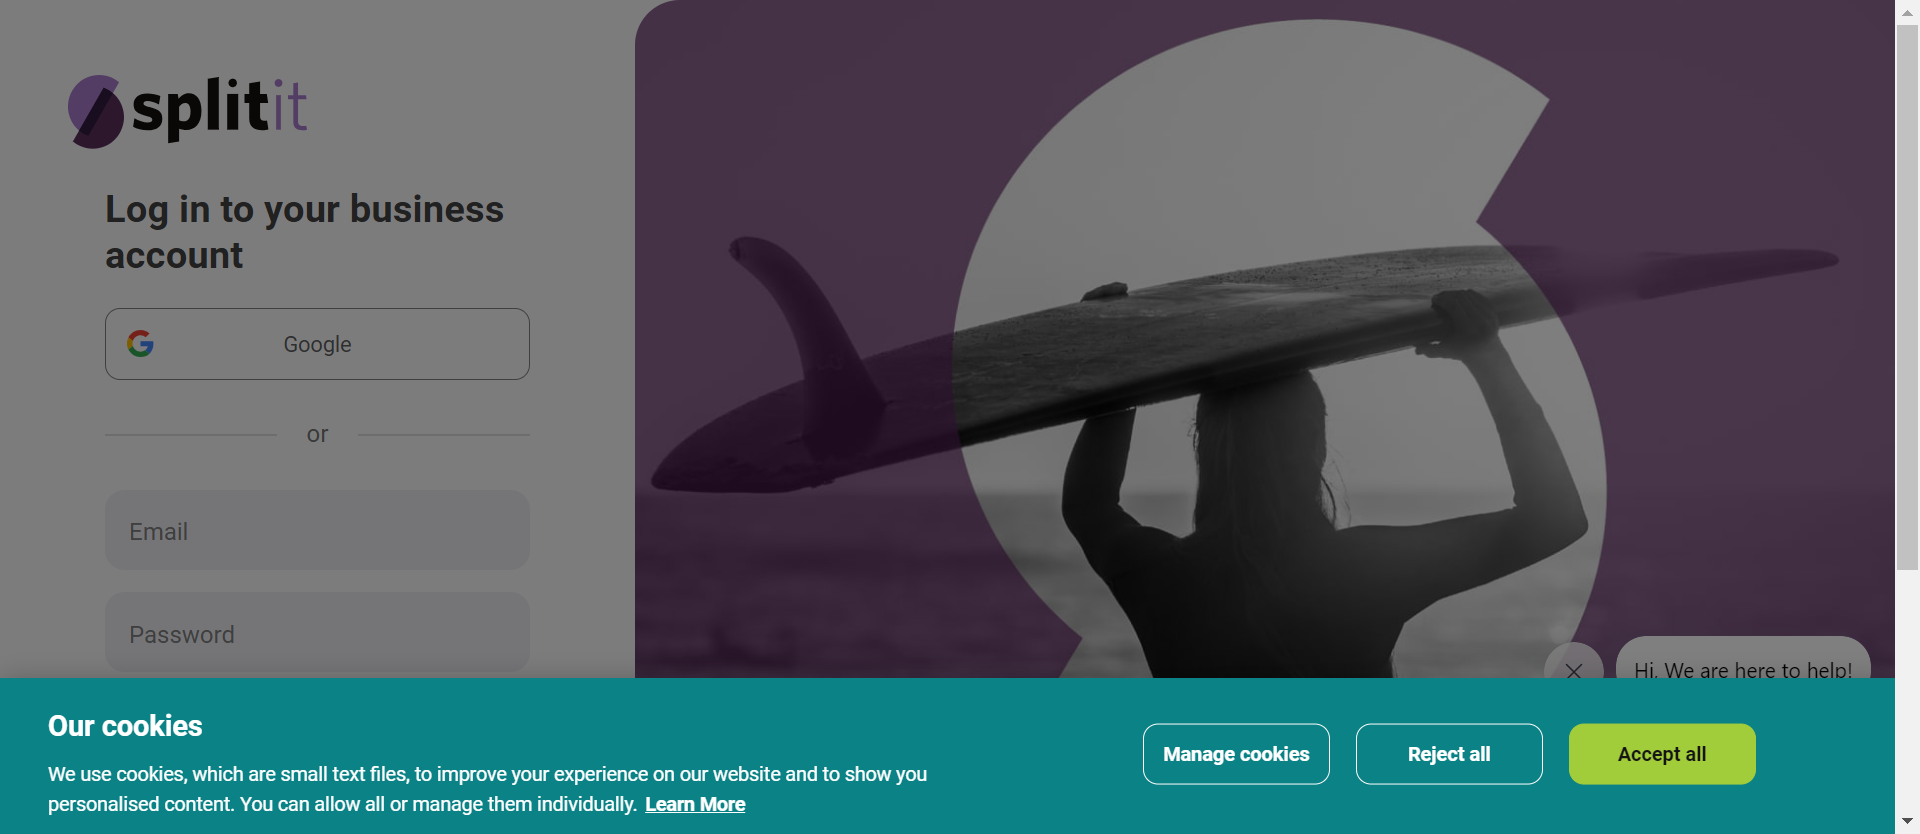 splitit
Log in to your business
account
Google
or
Email
Password
Hi. We are here to help!
Our cookies
We use cookies, which are small text files, to improve your experience on our website and to show you
personalised content. You can allow all or manage them individually. Learn More
Manage cookies
Reject all
Accept all